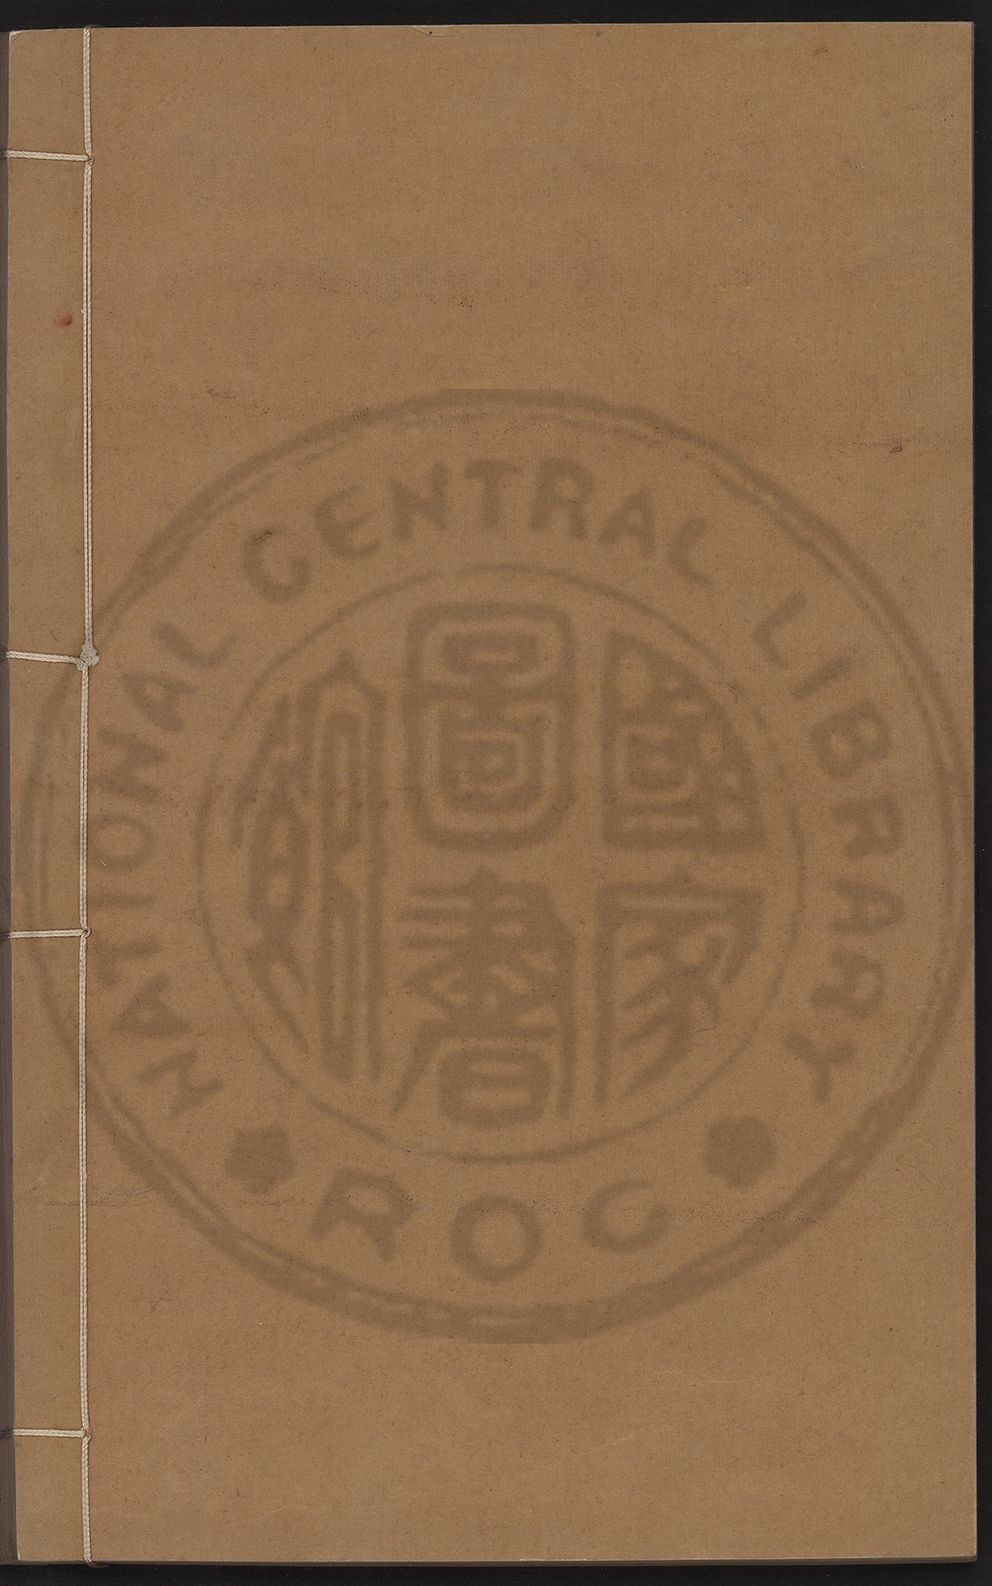 NATIONAL CENTRAL LIBRARY
ROC
國家
圖書
館